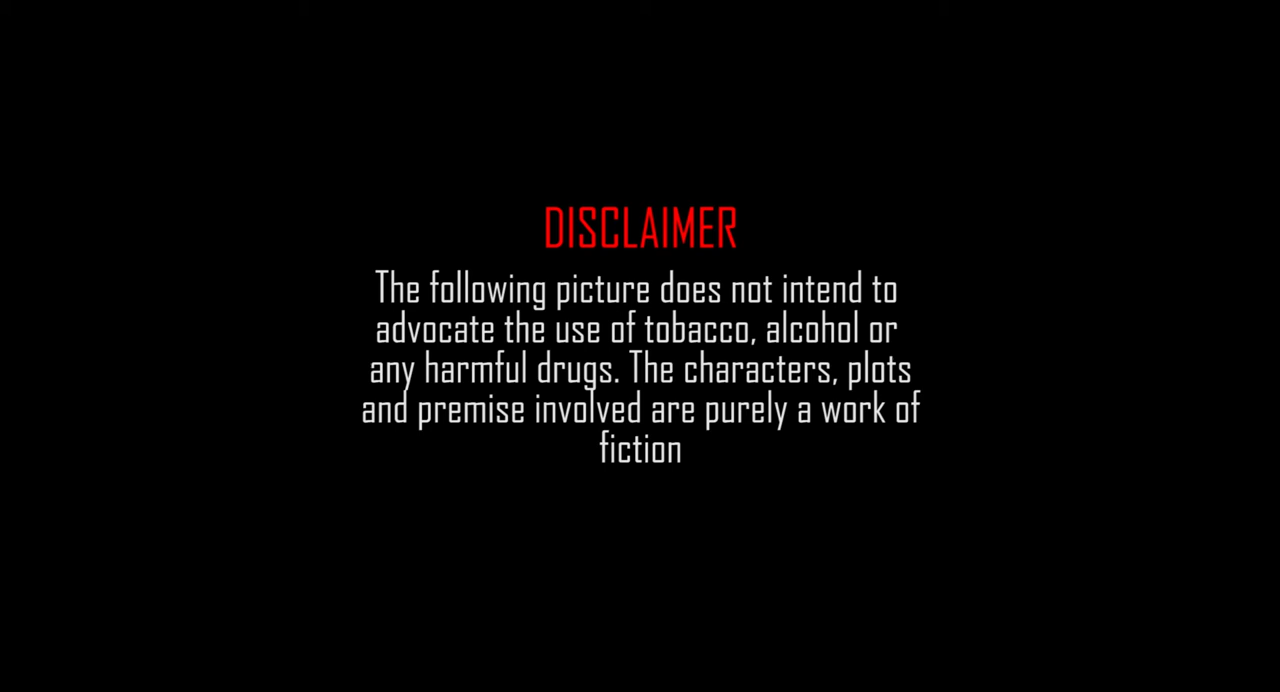 DISCLAIMER
The following picture does not intend to
advocate the use of tobacco, alcohol or
any harmful drugs. The characters, plots
and premise involved are purely a work of
fiction